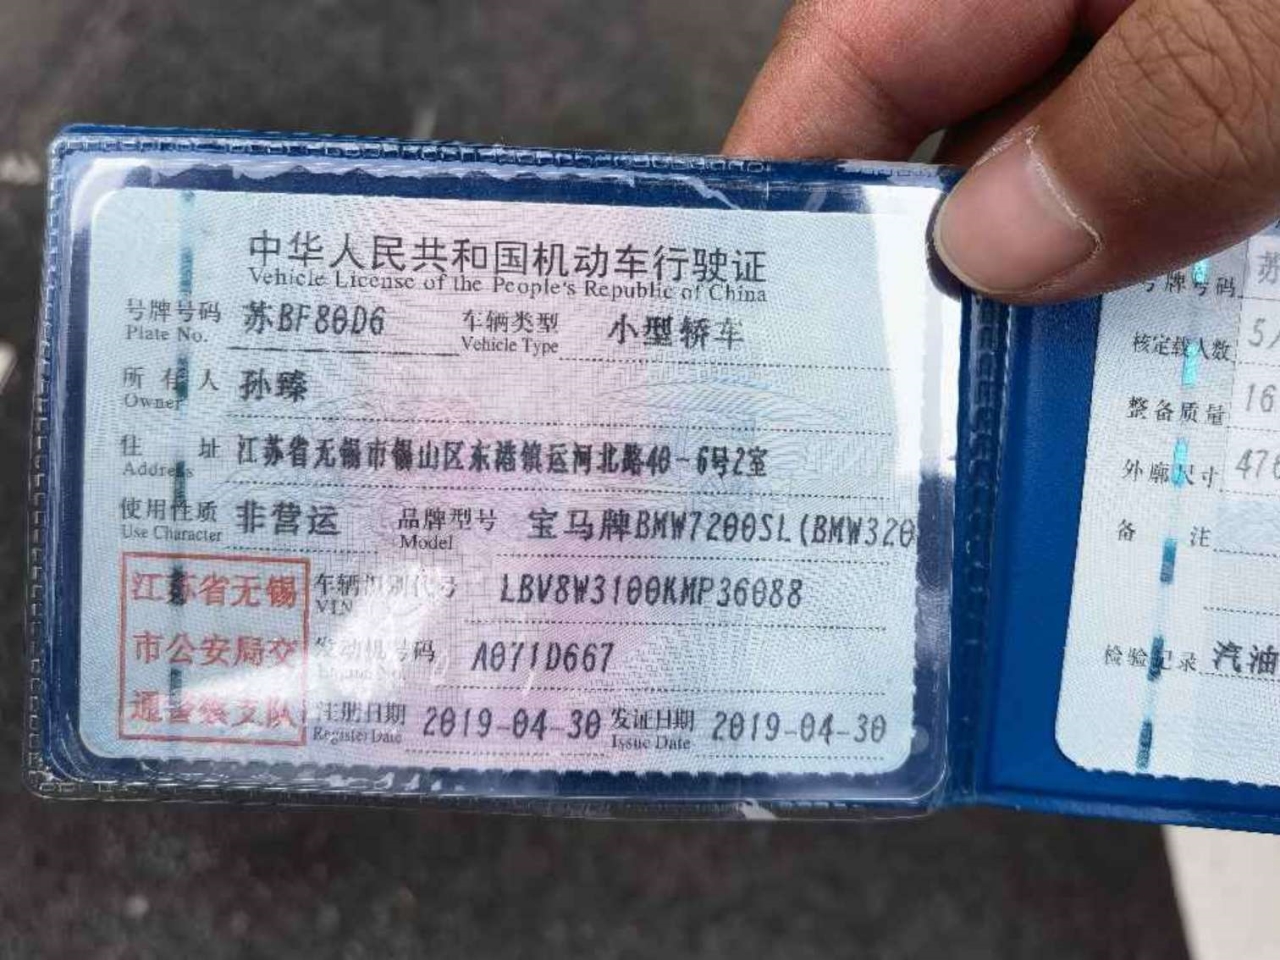 中华人民共和国机动车行驶证
Vehicle License of the People's Republic of China
号牌号码 苏BF80D6 车辆类型 小型轿车
Plate No. Vehicle Type
所有人 孙臻
Owner
住址 江苏省无锡市锡山区东港镇运河北路40-6号2室
Address
使用性质 非营运 品牌型号 宝马牌BMW7200SL(BMW320
Use Character Model
车辆识别代号 LBV8W3100KMP36088
VIN
发动机号码 A071D667
Engine No.
注册日期 2019-04-30 发证日期 2019-04-30
Register Date Issue Date
江苏省无锡
市公安局交
通警察支队
号牌号码 苏
核定载人数 5
整备质量 16
外廓尺寸 47
备注
检验记录 汽油